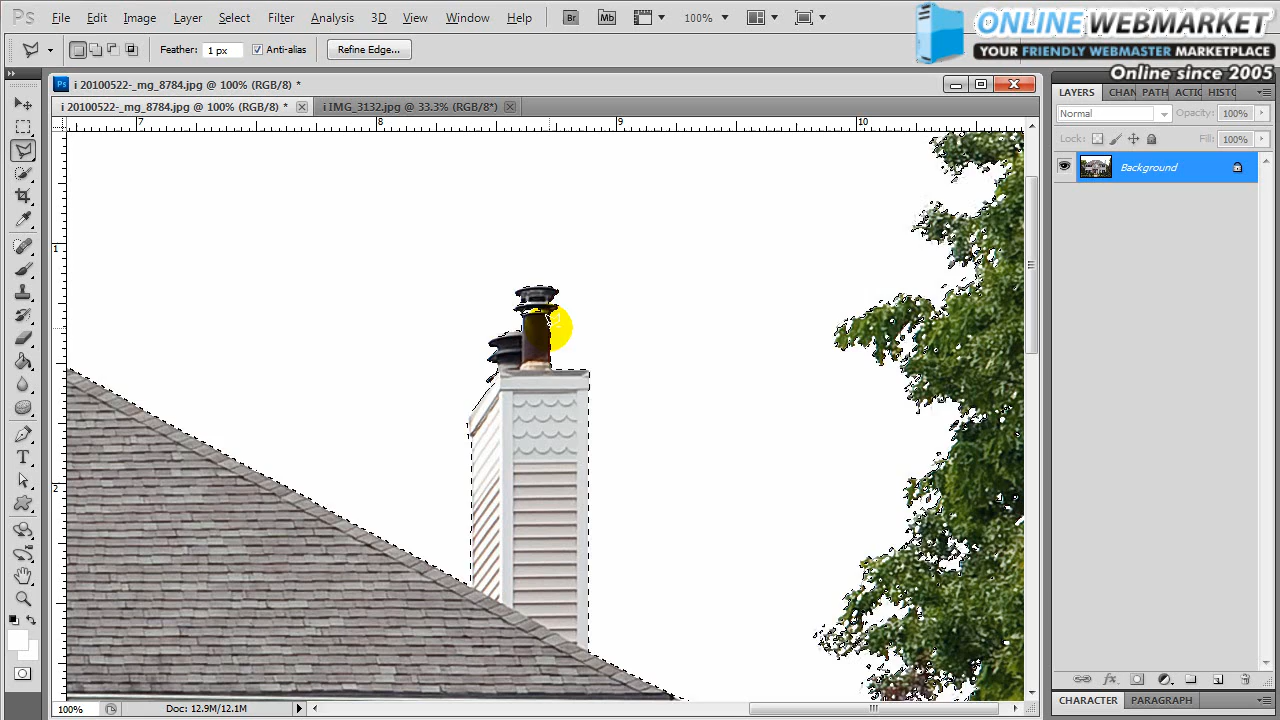 Ps File Edit Image Layer Select Filter Analysis 3D View Window Help Br Mb 100%
ONLINEWEBMARKET
YOUR FRIENDLY WEBMASTER MARKETPLACE
Online since 2005
Feather: 1 px Anti-alias Refine Edge...
Ps i 20100522-_mg_8784.jpg @ 100% (RGB/8) *
i 20100522-_mg_8784.jpg @ 100% (RGB/8) * i IMG_3132.jpg @ 33.3% (RGB/8*)
7 8 9 10
1
2
LAYERS CHAN PATH ACTIC HISTC
Normal Opacity: 100%
Lock: Fill: 100%
Background
T
100% Doc: 12.9M/12.1M
CHARACTER PARAGRAPH